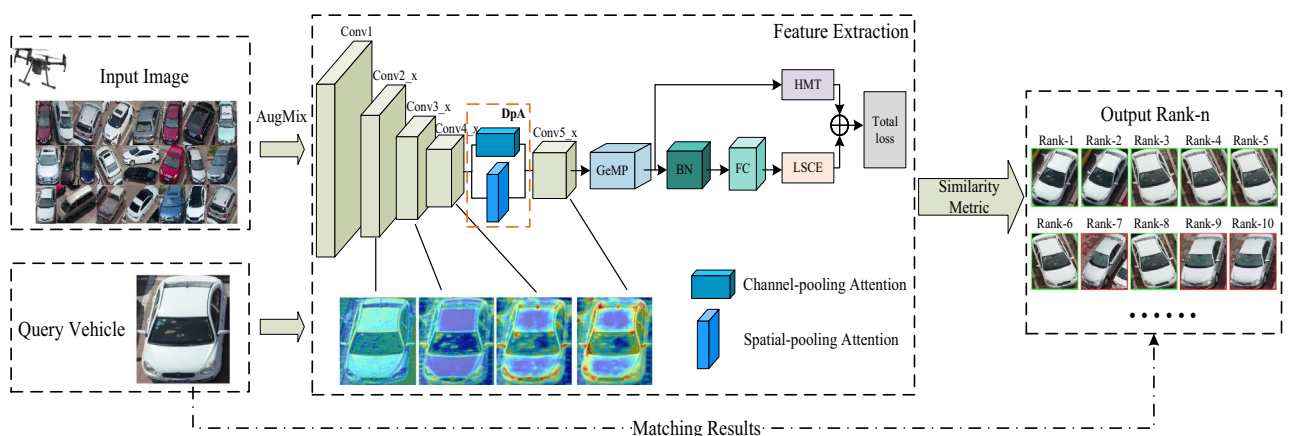 Input Image
AugMix
Query Vehicle
Feature Extraction
Conv1
Conv2_x
Conv3_x
Conv4_x
DpA
Conv5_x
GeMP
BN
FC
HMT
LSCE
Total
loss
Channel-pooling Attention
Spatial-pooling Attention
Similarity
Metric
Output Rank-n
Rank-1 Rank-2 Rank-3 Rank-4 Rank-5
Rank-6 Rank-7 Rank-8 Rank-9 Rank-10
......
Matching Results